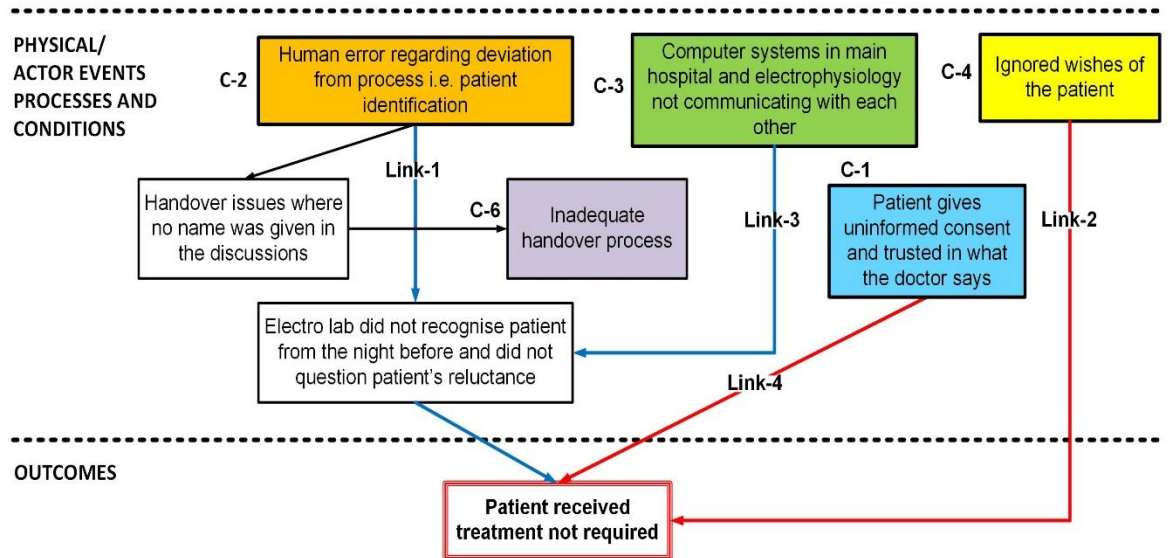 PHYSICAL/
ACTOR EVENTS
PROCESSES AND
CONDITIONS
C-2
Human error regarding deviation
from process i.e. patient
identification
C-3
Computer systems in main
hospital and electrophysiology
not communicating with each
other
C-4
Ignored wishes of
the patient
Link-1
C-1
Handover issues where
no name was given in
the discussions
C-6
Inadequate
handover process
Link-3
Patient gives
uninformed consent
and trusted in what
the doctor says
Link-2
Electro lab did not recognise patient
from the night before and did not
question patient's reluctance
Link-4
OUTCOMES
Patient received
treatment not required